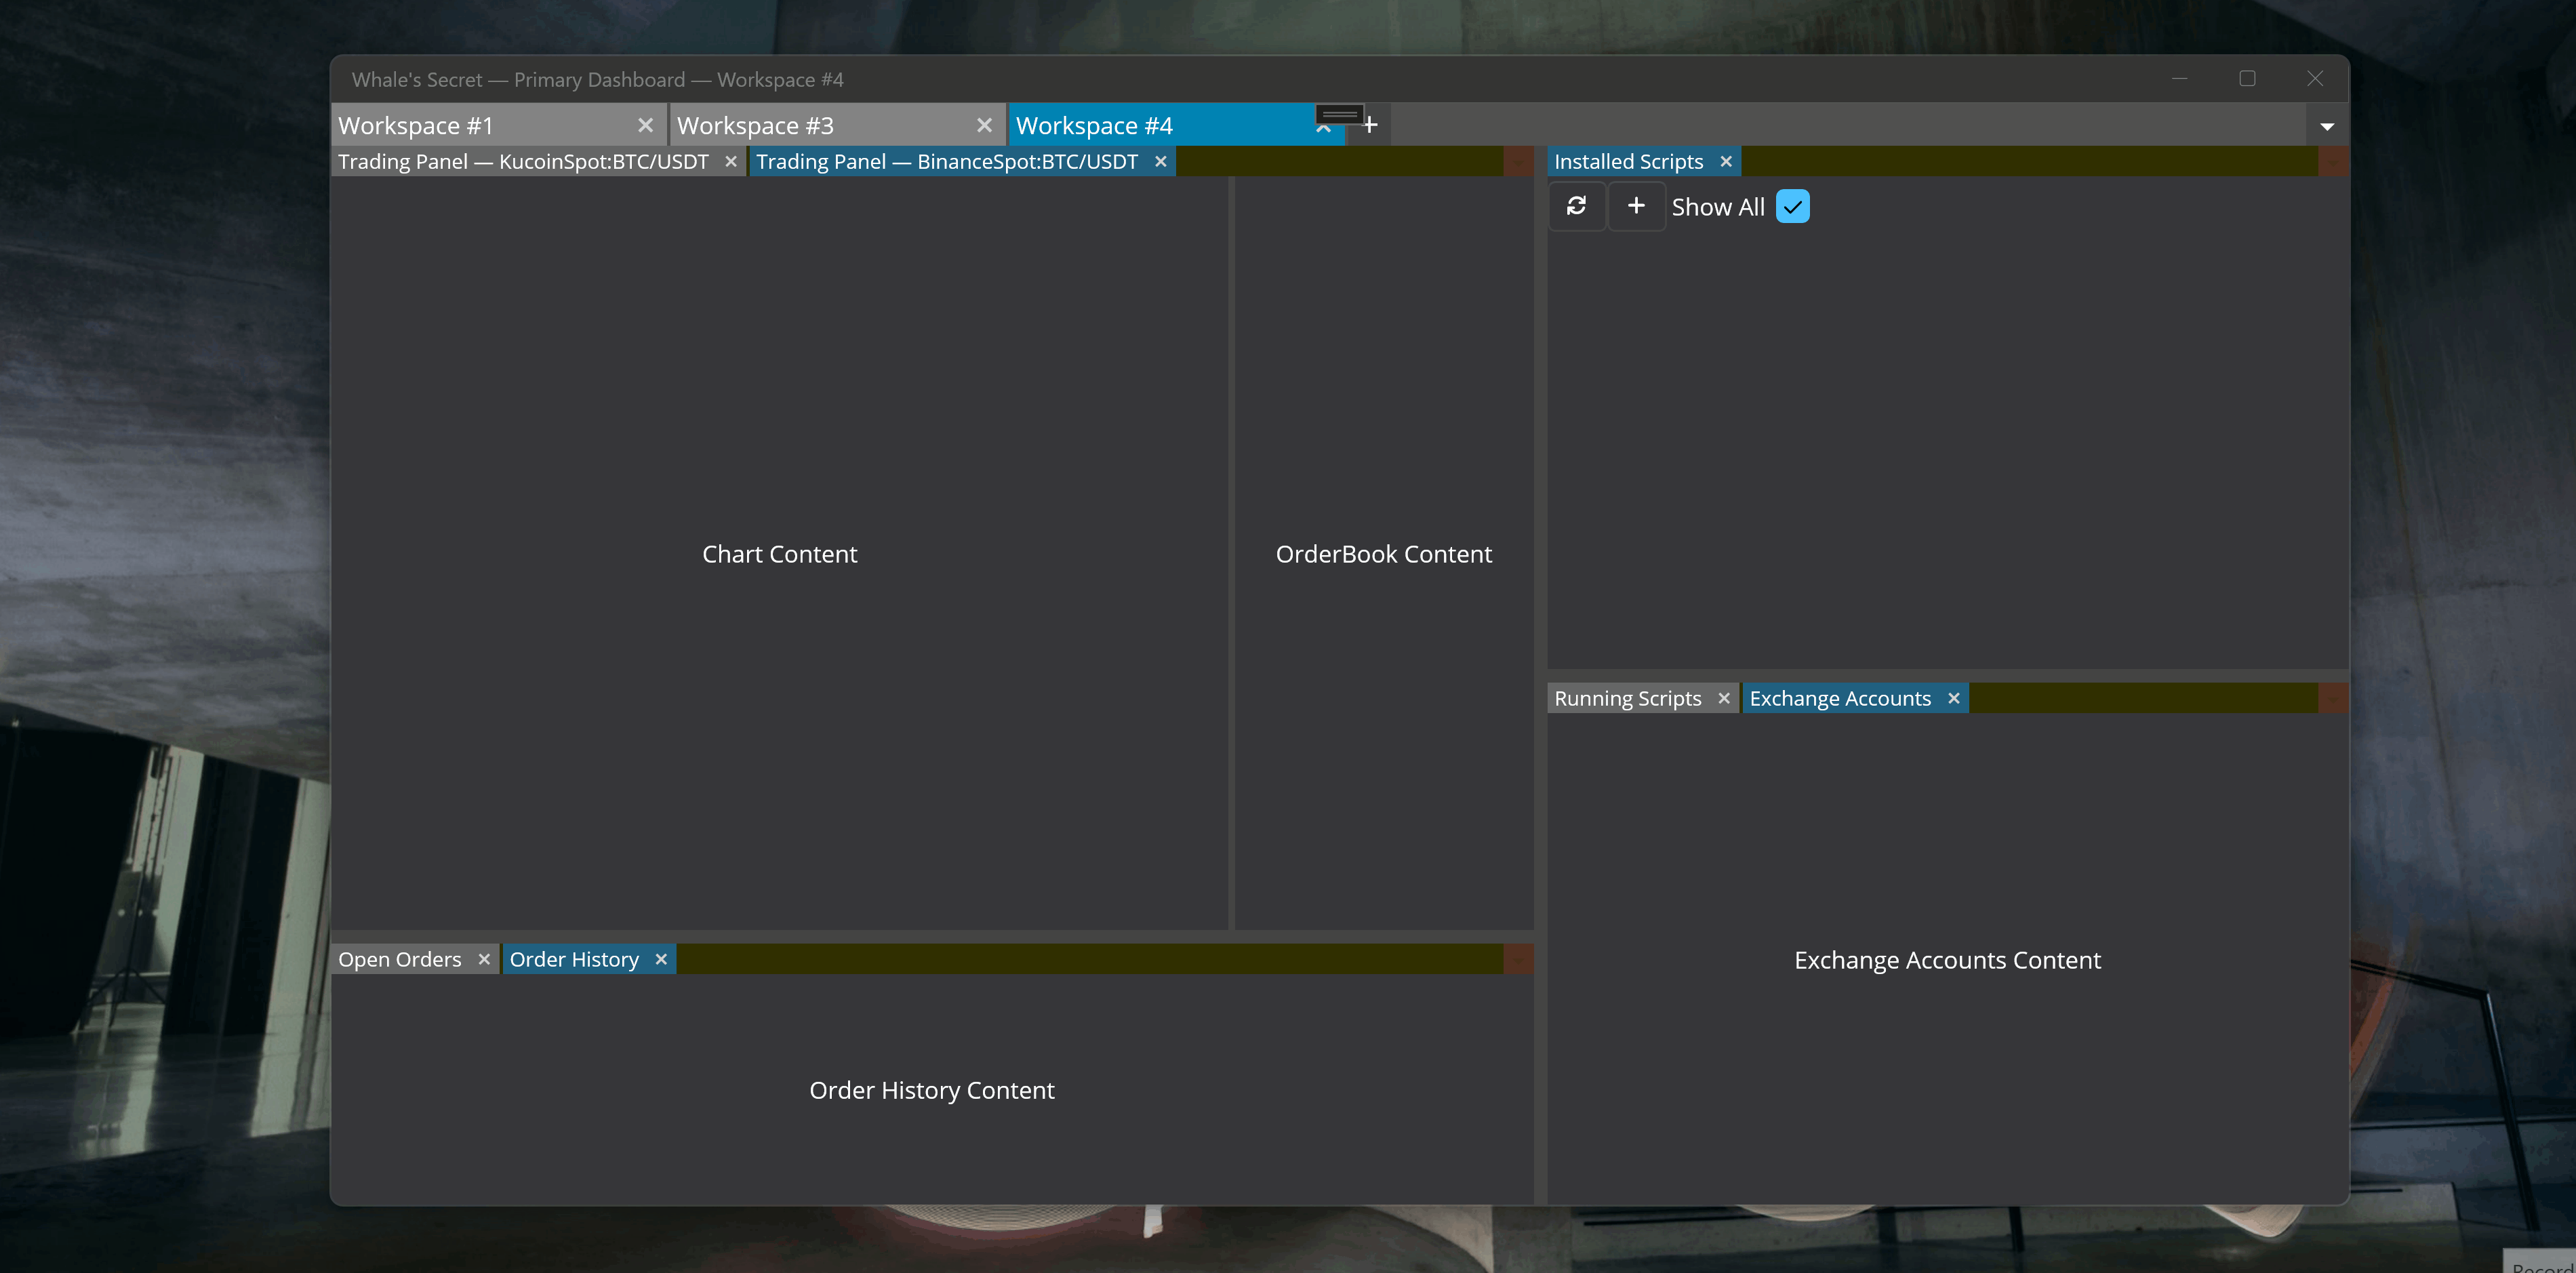 Whale's Secret — Primary Dashboard — Workspace #4
Workspace #1
Workspace #3
Workspace #4
Trading Panel — KucoinSpot:BTC/USDT
Trading Panel — BinanceSpot:BTC/USDT
Installed Scripts
Show All
Chart Content
OrderBook Content
Running Scripts
Exchange Accounts
Exchange Accounts Content
Open Orders
Order History
Order History Content